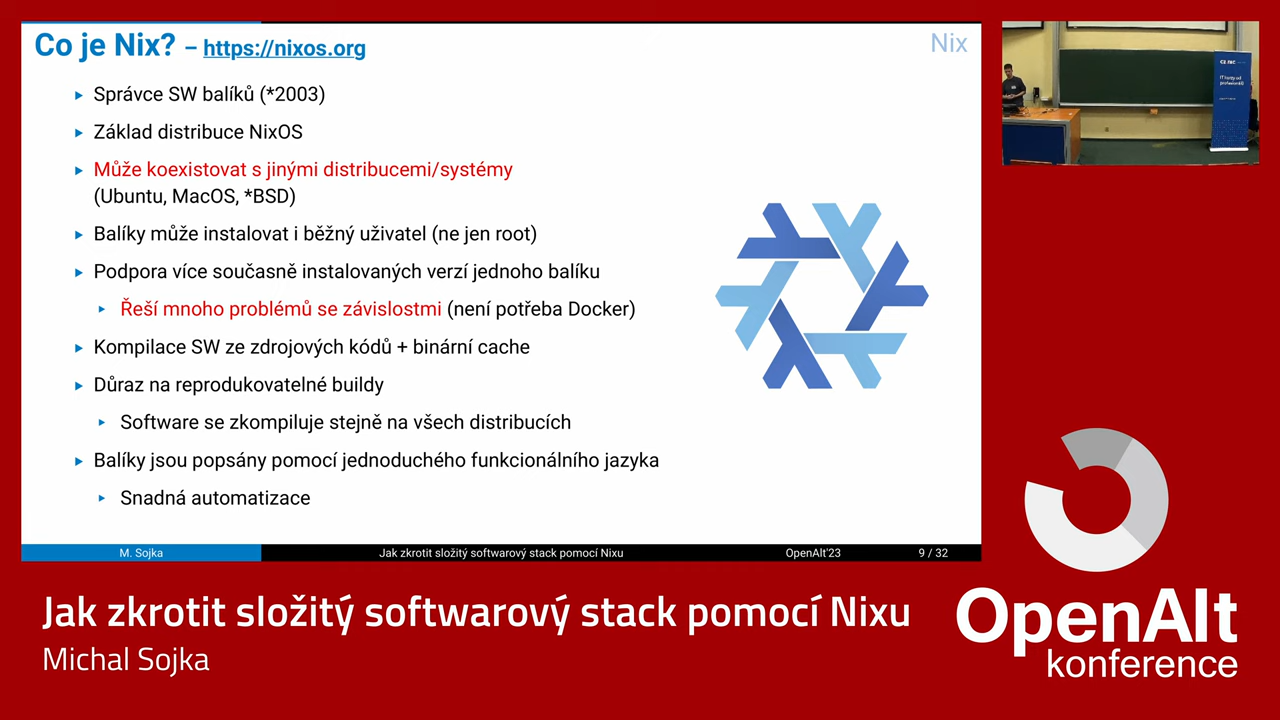 Co je Nix? – https://nixos.org
Nix
Správce SW balíků (*2003)
Základ distribuce NixOS
Může koexistovat s jinými distribucemi/systémy
(Ubuntu, MacOS, *BSD)
Balíky může instalovat i běžný uživatel (ne jen root)
Podpora více současně instalovaných verzí jednoho balíku
Řeší mnoho problémů se závislostmi (není potřeba Docker)
Kompilace SW ze zdrojových kódů + binární cache
Důraz na reprodukovatelné buildy
Software se zkompiluje stejně na všech distribucích
Balíky jsou popsány pomocí jednoduchého funkcionálního jazyka
Snadná automatizace
M. Sojka
Jak zkrotit složitý softwarový stack pomocí Nixu
OpenAlt'23
9 / 32
Jak zkrotit složitý softwarový stack pomocí Nixu
Michal Sojka
OpenAlt
konference